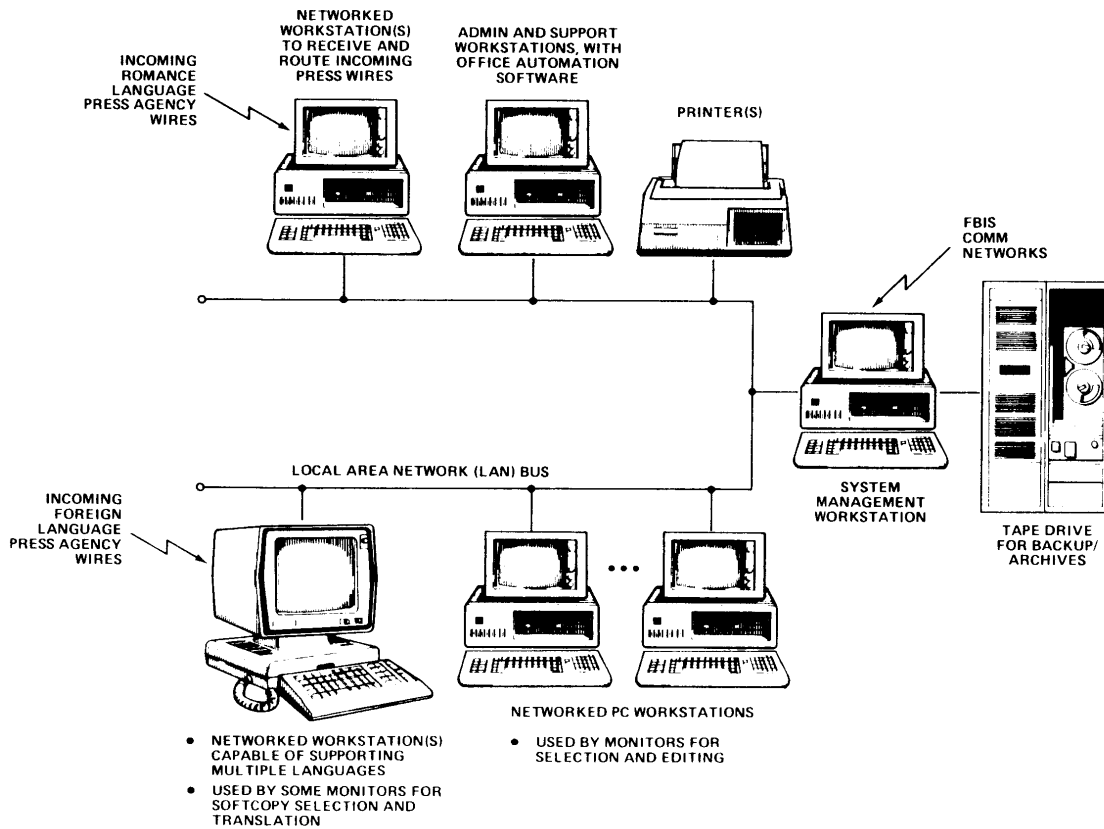 NETWORKED
WORKSTATION(S)
TO RECEIVE AND
ROUTE INCOMING
PRESS WIRES
ADMIN AND SUPPORT
WORKSTATIONS, WITH
OFFICE AUTOMATION
SOFTWARE
INCOMING
ROMANCE
LANGUAGE
PRESS AGENCY
WIRES
PRINTER(S)
FBIS
COMM
NETWORKS
LOCAL AREA NETWORK (LAN) BUS
SYSTEM
MANAGEMENT
WORKSTATION
TAPE DRIVE
FOR BACKUP/
ARCHIVES
INCOMING
FOREIGN
LANGUAGE
PRESS AGENCY
WIRES
• • •
NETWORKED PC WORKSTATIONS
• USED BY MONITORS FOR
SELECTION AND EDITING
• NETWORKED WORKSTATION(S)
CAPABLE OF SUPPORTING
MULTIPLE LANGUAGES
• USED BY SOME MONITORS FOR
SOFTCOPY SELECTION AND
TRANSLATION